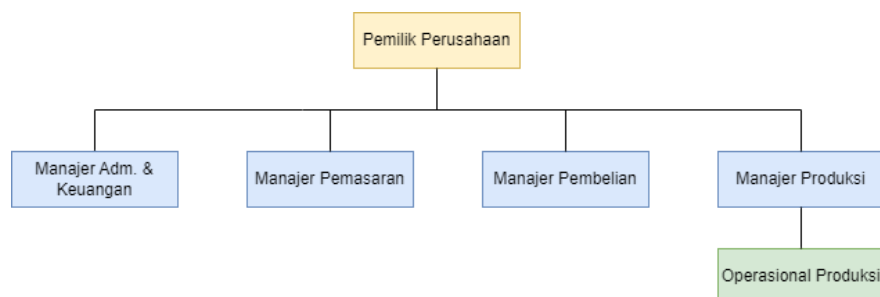 Pemilik Perusahaan
Manajer Adm. &
Keuangan
Manajer Pemasaran
Manajer Pembelian
Manajer Produksi
Operasional Produksi